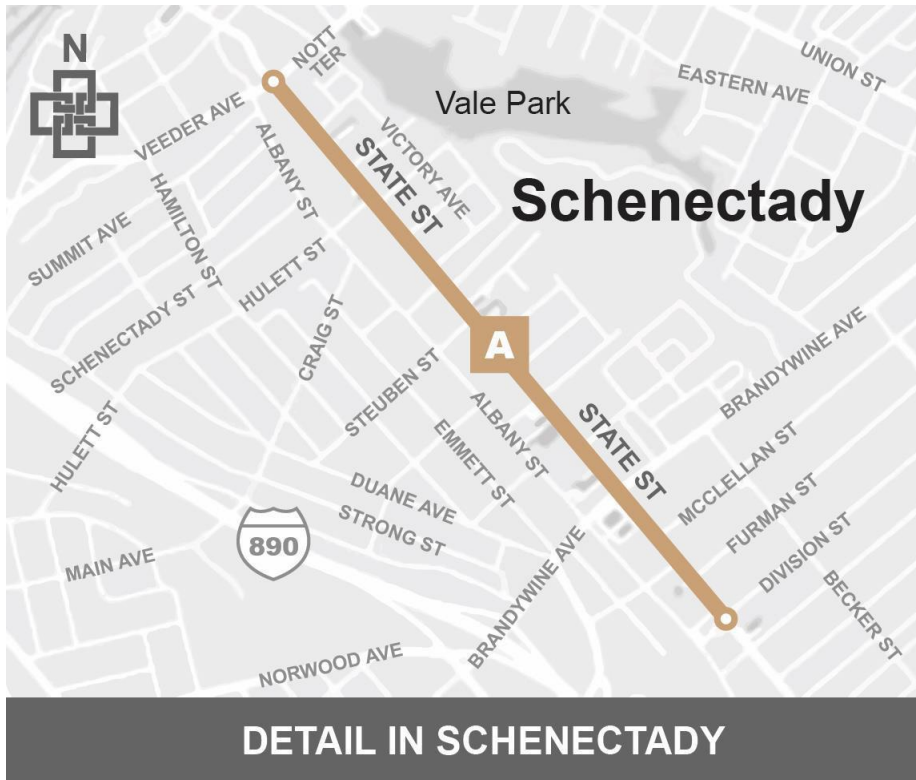 N
NOTT
TER
UNION ST
EASTERN AVE
Vale Park
VEEDER AVE
ALBANY ST
VICTORY AVE
STATE ST
Schenectady
HAMILTON ST
SUMMIT AVE
HULETT ST
SCHENECTADY ST
CRAIG ST
A
BRANDYWINE AVE
STEUBEN ST
ALBANY ST
STATE ST
HULETT ST
EMMETT ST
MCCLELLAN ST
DUANE AVE
FURMAN ST
STRONG ST
890
DIVISION ST
MAIN AVE
BRANDYWINE AVE
BECKER ST
NORWOOD AVE
DETAIL IN SCHENECTADY